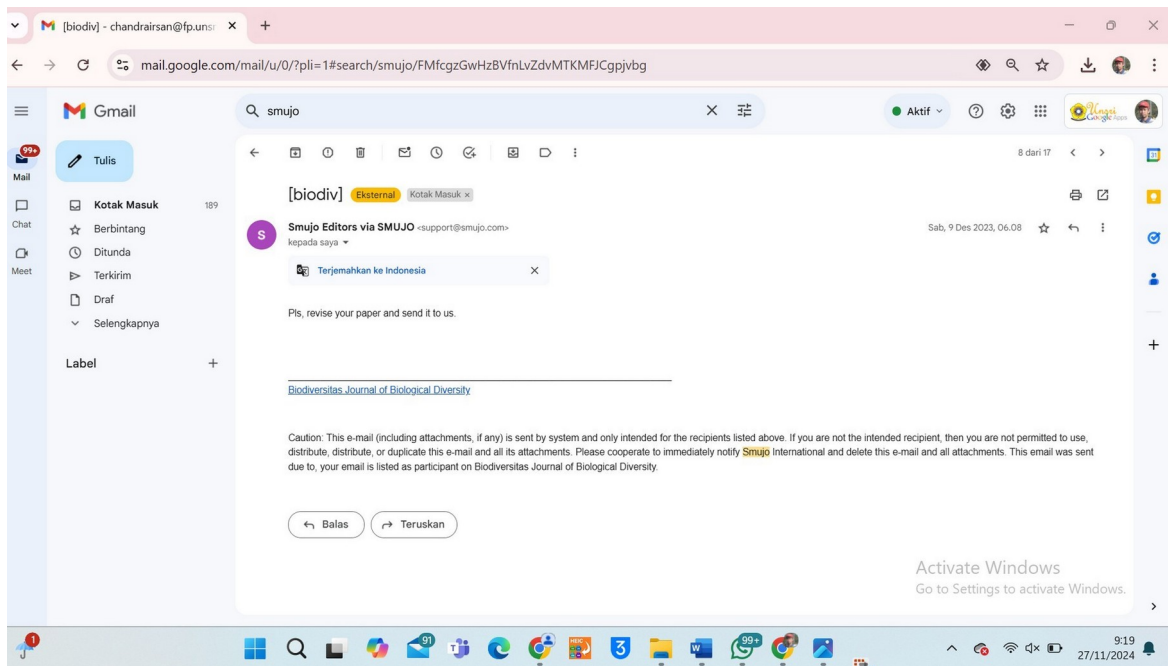 [biodiv] - chandrairsan@fp.unsr
mail.google.com/mail/u/0/?pli=1#search/smujo/FMfcgzGwHzBVfnLvZdvMTKMFJCgpjvbg
Gmail
smujo
Aktif
99+
Mail
Chat
Meet
Tulis
Kotak Masuk 189
Berbintang
Ditunda
Terkirim
Draf
Selengkapnya
Label
8 dari 17
[biodiv] Eksternal Kotak Masuk ×
S
Smujo Editors via SMUJO <support@smujo.com>
Sab, 9 Des 2023, 06.08
kepada saya
Terjemahkan ke Indonesia
Pls, revise your paper and send it to us.
Biodiversitas Journal of Biological Diversity
Caution: This e-mail (including attachments, if any) is sent by system and only intended for the recipients listed above. If you are not the intended recipient, then you are not permitted to use,
distribute, distribute, or duplicate this e-mail and all its attachments. Please cooperate to immediately notify Smujo International and delete this e-mail and all attachments. This email was sent
due to, your email is listed as participant on Biodiversitas Journal of Biological Diversity.
Balas
Teruskan
Activate Windows
Go to Settings to activate Windows.
31
1
91
99+
9:19
27/11/2024